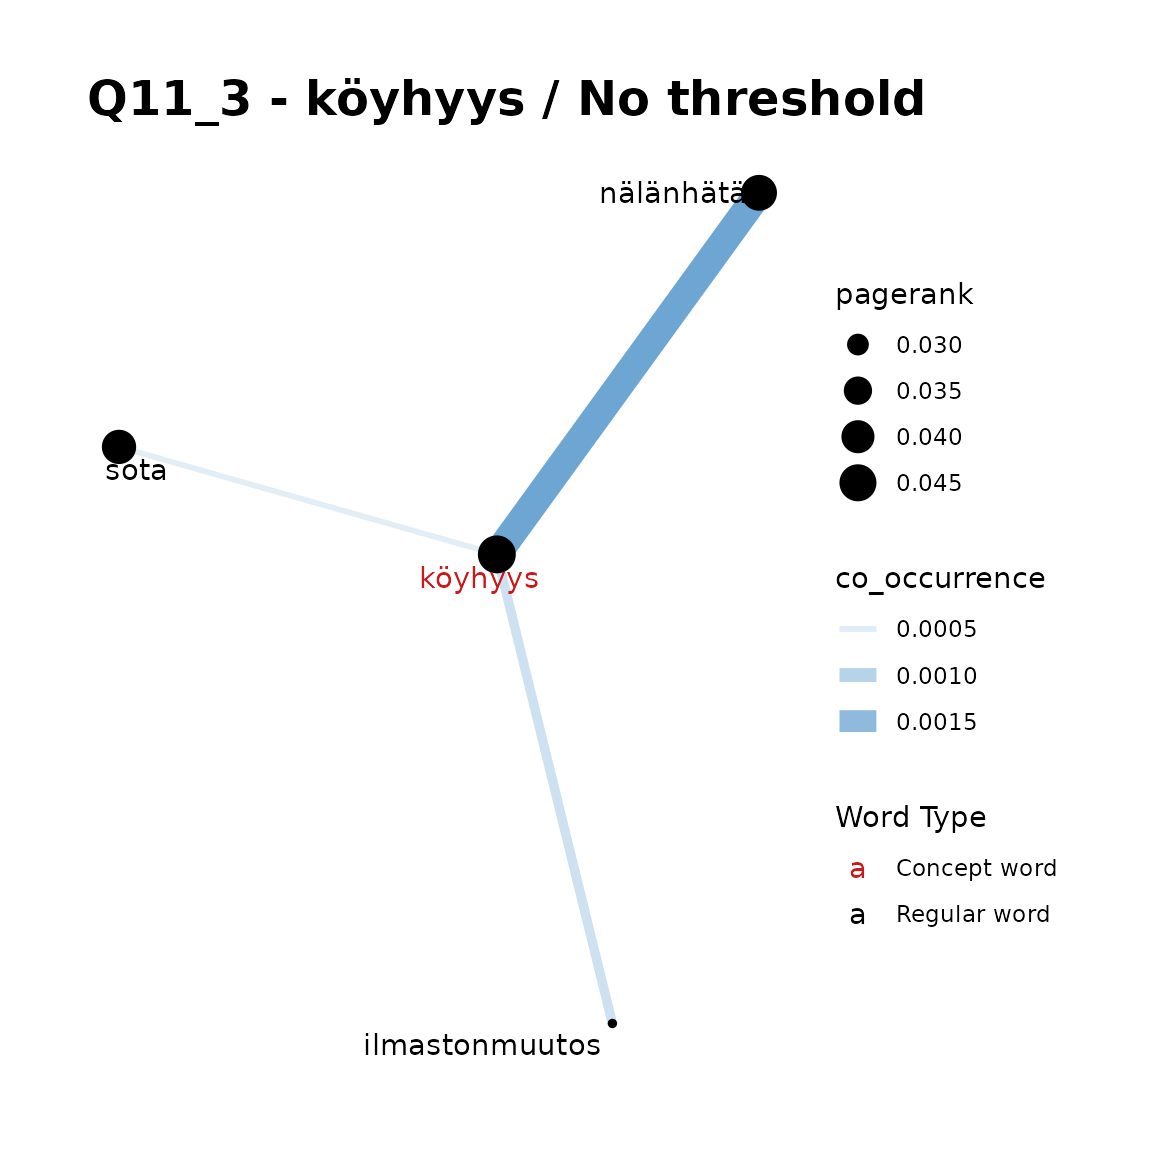 Q11_3 - köyhyys / No threshold
nälänhätä
sota
köyhyys
ilmastonmuutos
pagerank
0.030
0.035
0.040
0.045
co_occurrence
0.0005
0.0010
0.0015
Word Type
a Concept word
a Regular word